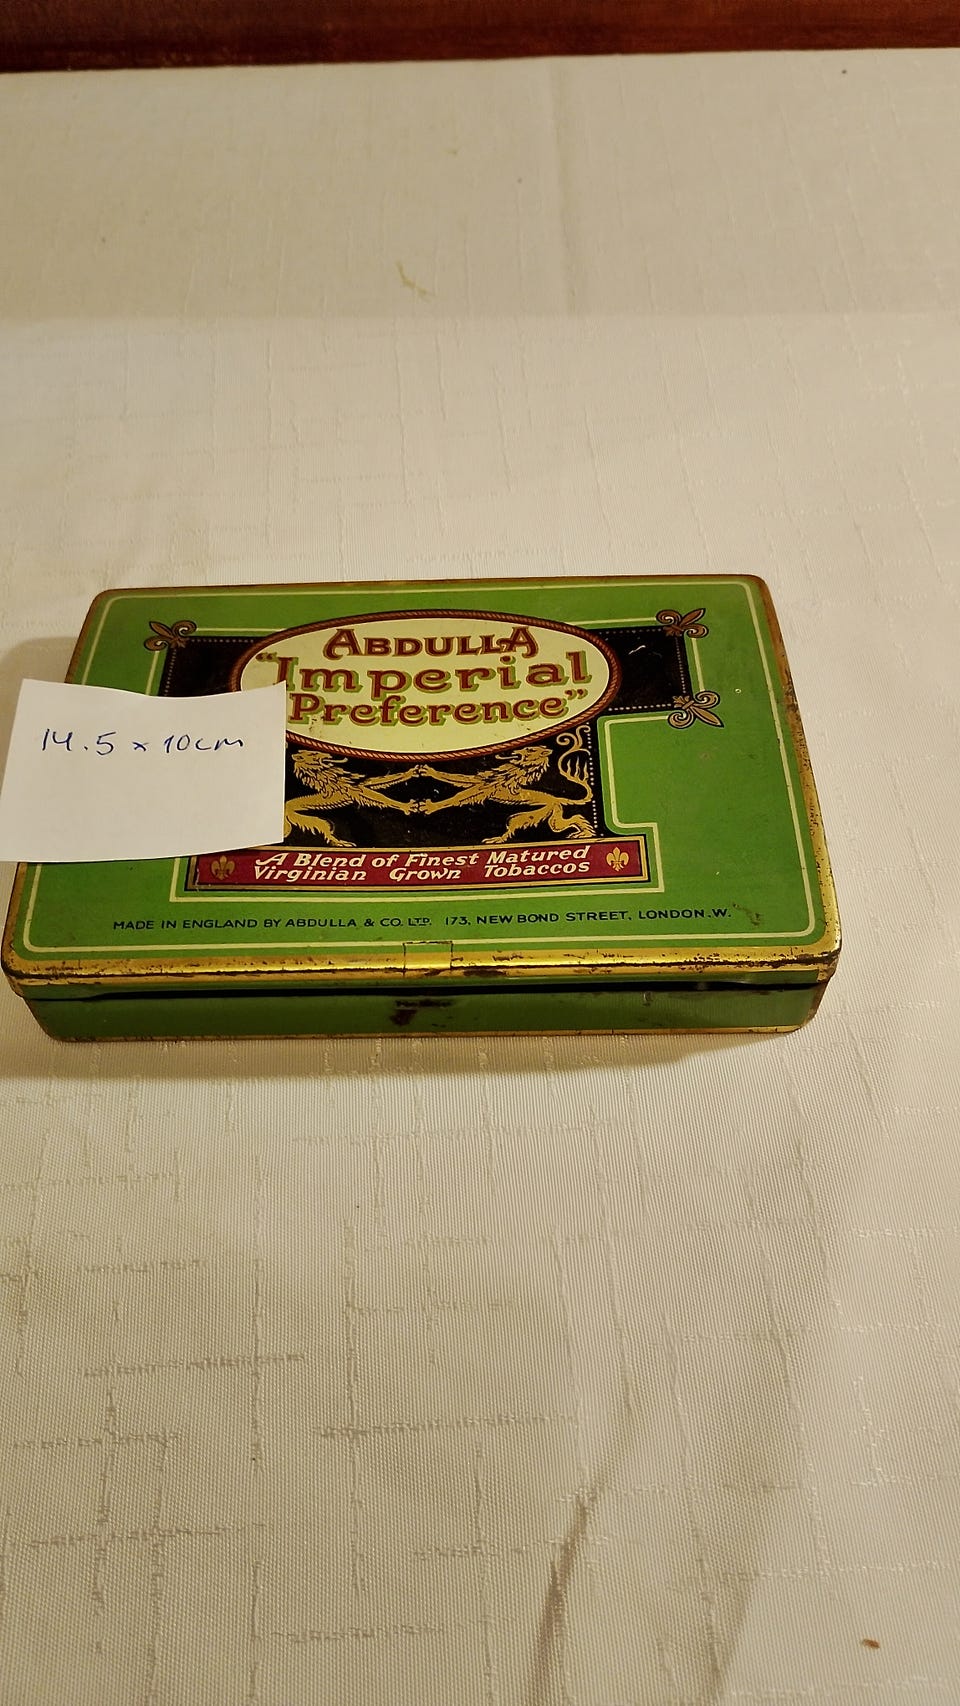 ABDULLA
"Imperial
Preference"
14.5 x 10cm
A Blend of Finest Matured
Virginian Grown Tobaccos
MADE IN ENGLAND BY ABDULLA & CO. LTD. 173, NEW BOND STREET, LONDON.W.